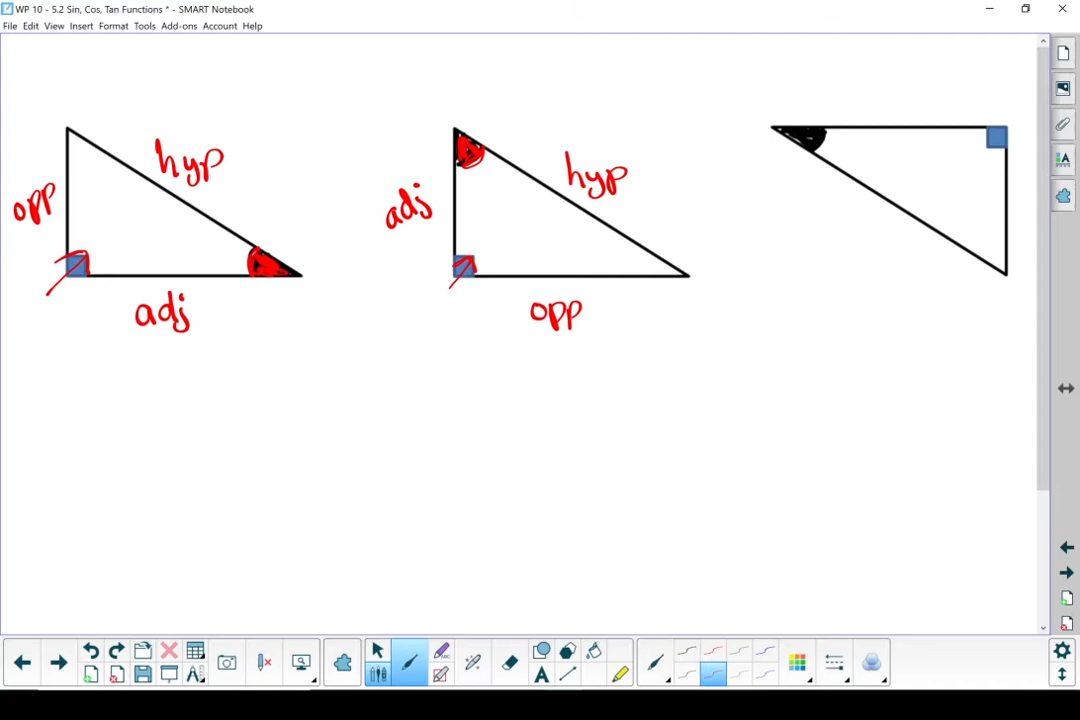 WP 10 - 5.2 Sin, Cos, Tan Functions * - SMART Notebook
File Edit View Insert Format Tools Add-ons Account Help
hyp
opp
adj
hyp
adj
opp